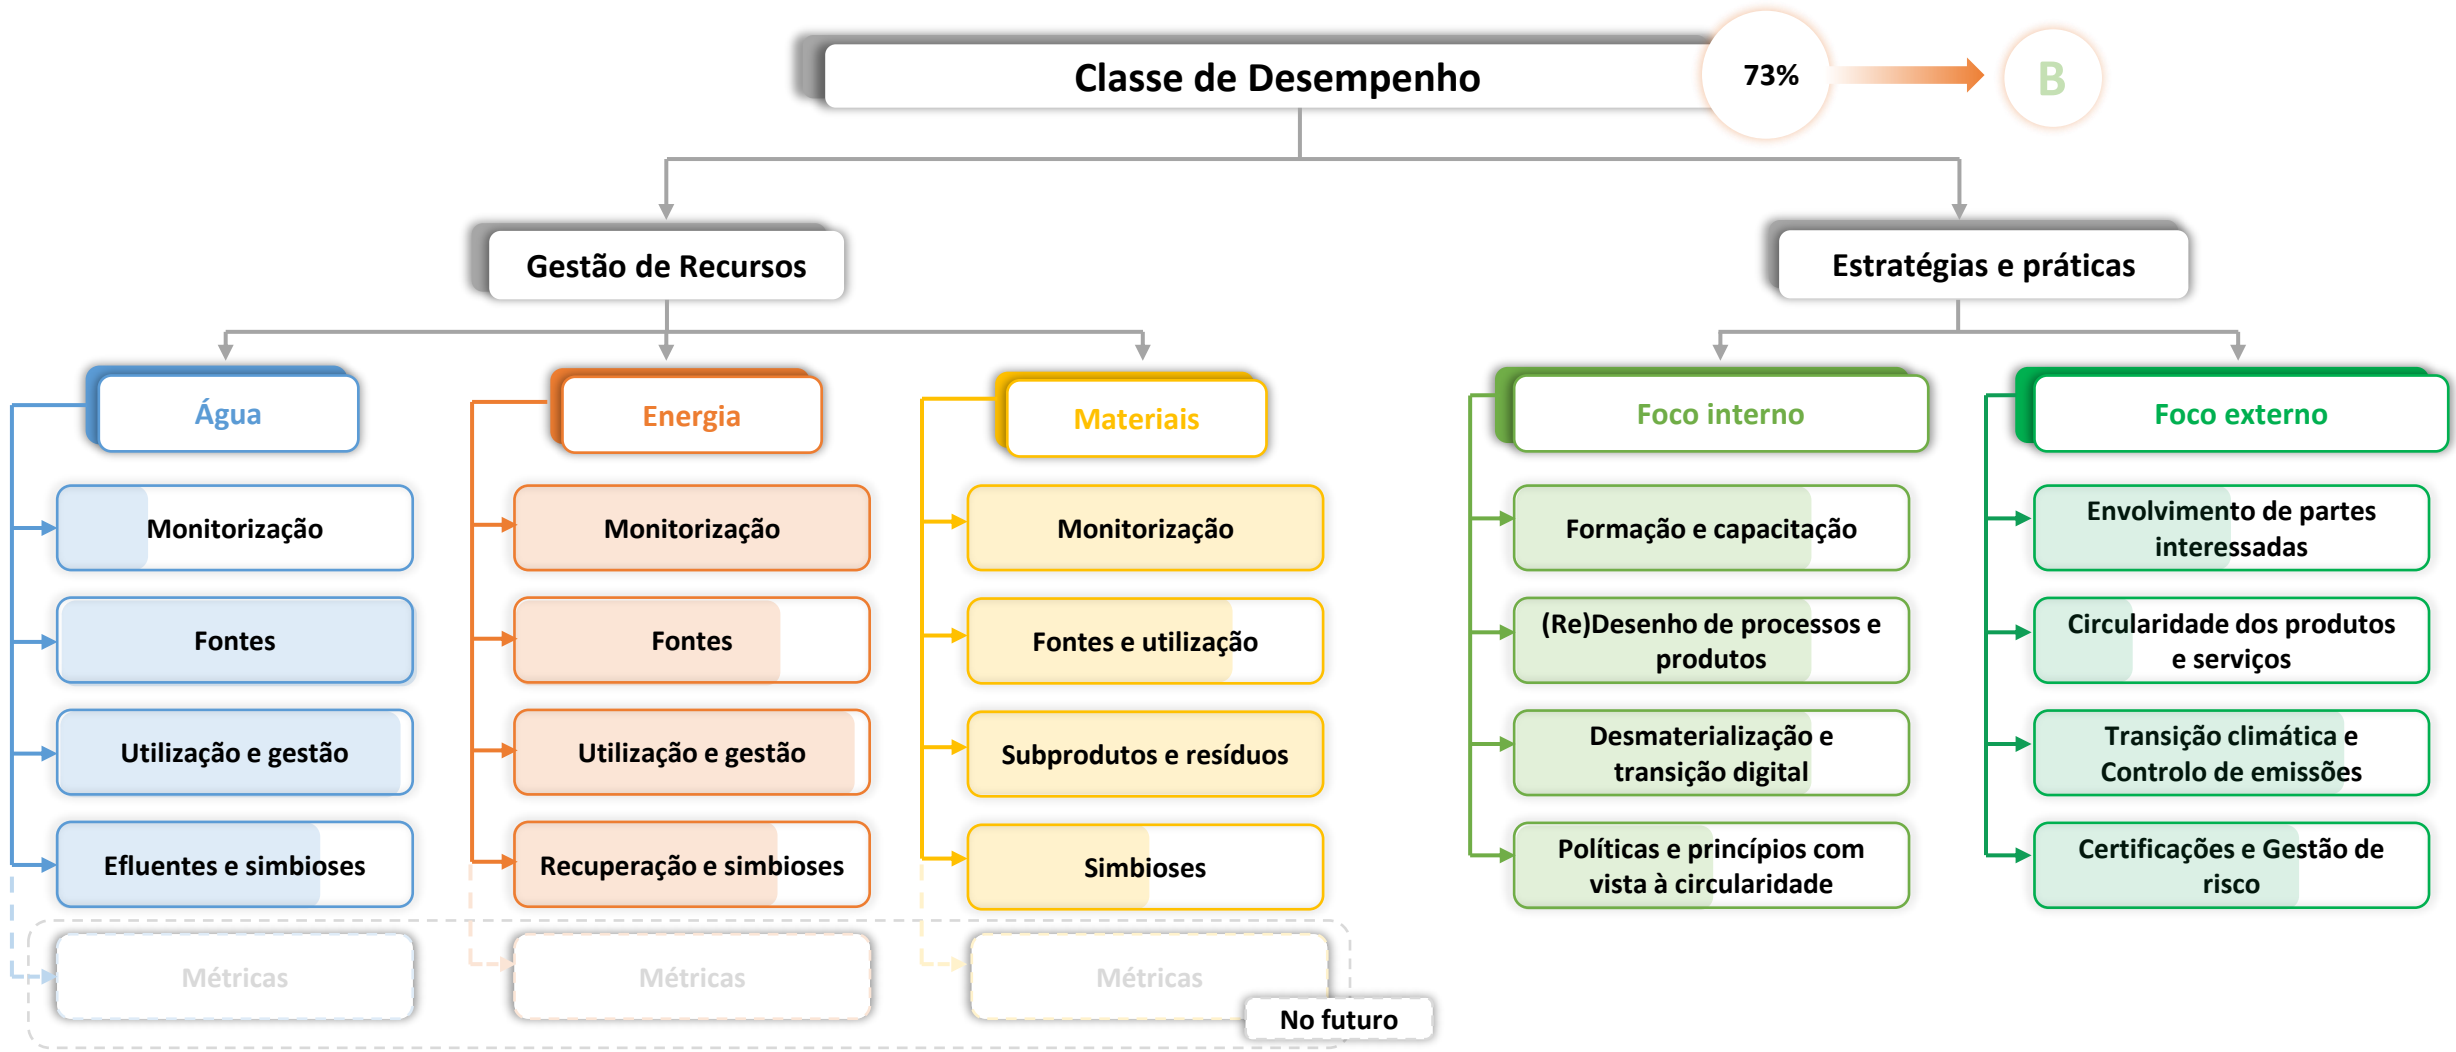 Classe de Desempenho
73%
B
Gestão de Recursos
Estratégias e práticas
Água
Energia
Materiais
Foco interno
Foco externo
Monitorização
Fontes
Utilização e gestão
Efluentes e simbioses
Métricas
Monitorização
Fontes
Utilização e gestão
Recuperação e simbioses
Métricas
Monitorização
Fontes e utilização
Subprodutos e resíduos
Simbioses
Métricas
No futuro
Formação e capacitação
(Re)Desenho de processos e
produtos
Desmaterialização e
transição digital
Políticas e princípios com
vista à circularidade
Envolvimento de partes
interessadas
Circularidade dos produtos
e serviços
Transição climática e
Controlo de emissões
Certificações e Gestão de
risco